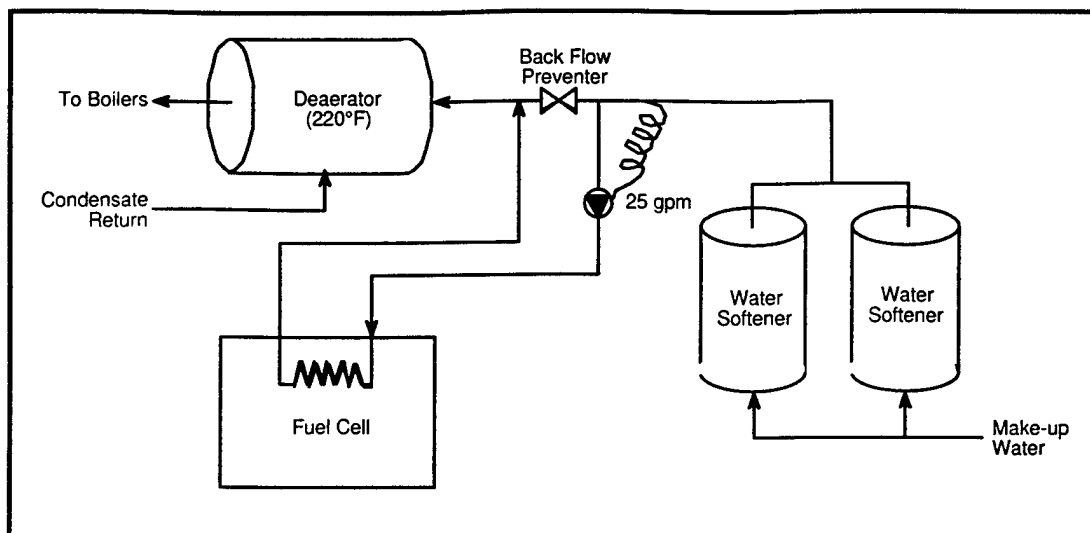 Back Flow
Preventer
To Boilers
Deaerator
(220°F)
Condensate
Return
25 gpm
Water
Softener
Water
Softener
Fuel Cell
Make-up
Water